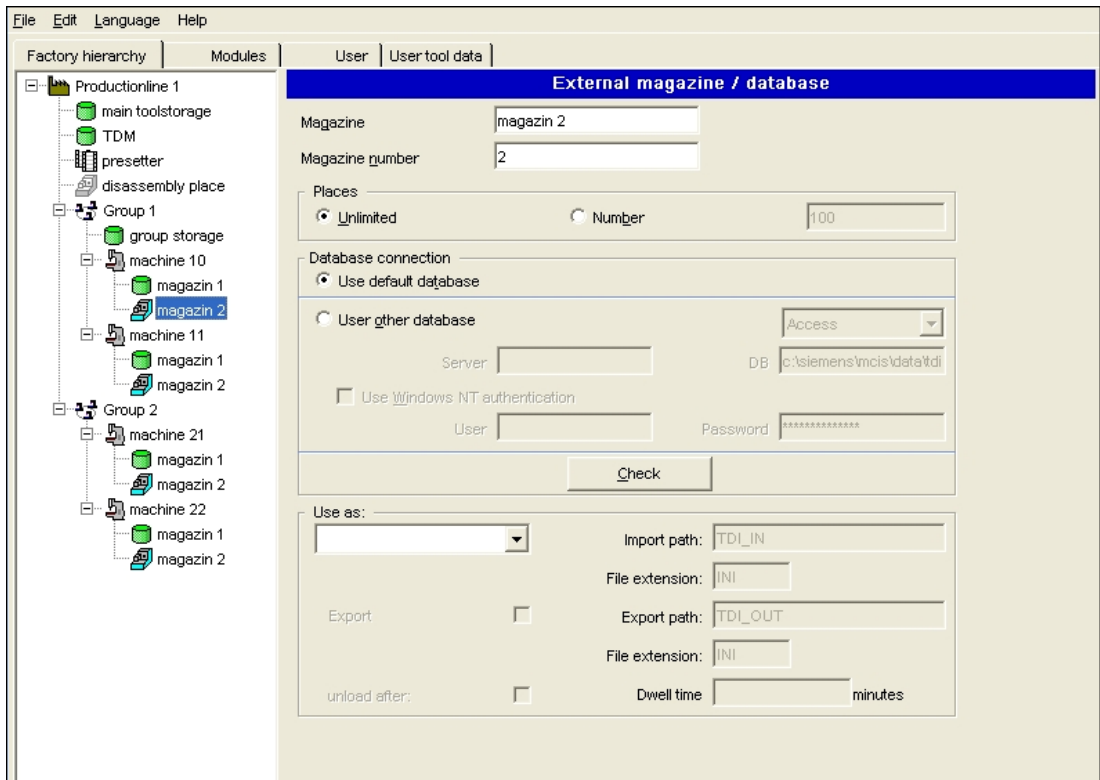 File Edit Language Help
Factory hierarchy Modules User User tool data
Productionline 1
main toolstorage
TDM
presetter
disassembly place
Group 1
group storage
machine 10
magazin 1
magazin 2
machine 11
magazin 1
magazin 2
Group 2
machine 21
magazin 1
magazin 2
machine 22
magazin 1
magazin 2
External magazine / database
Magazine magazin 2
Magazine number 2
Places
Unlimited Number 100
Database connection
Use default database
User other database Access
Server DB c:\siemens\mcis\data\tdi
Use Windows NT authentication
User Password **************
Check
Use as:
Import path: TDI_IN
File extension: INI
Export Export path: TDI_OUT
File extension: INI
unload after: Dwell time minutes